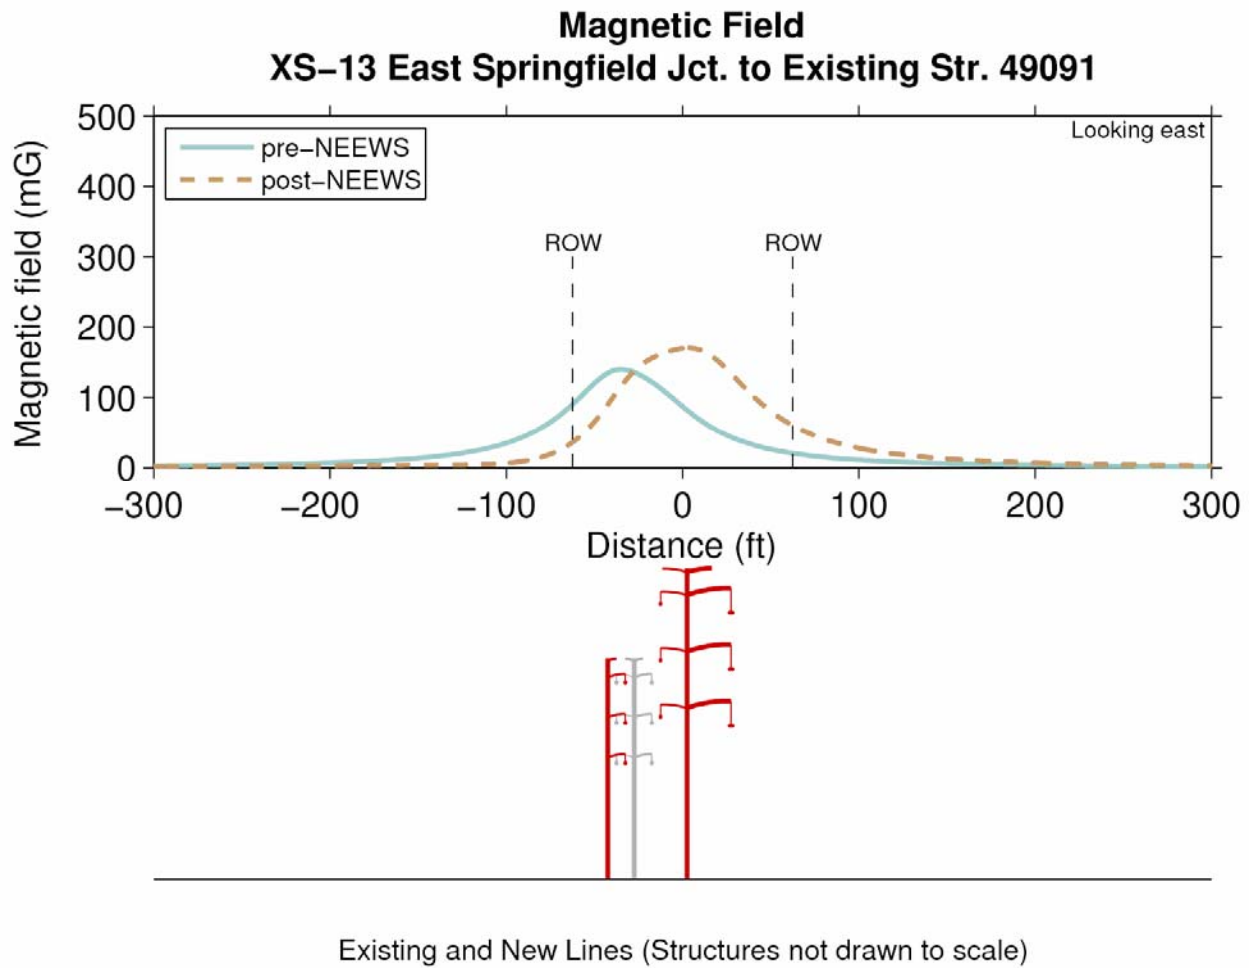 Magnetic Field
XS−13 East Springfield Jct. to Existing Str. 49091
Looking east
pre−NEEWS
post−NEEWS
ROW
ROW
Magnetic field (mG)
500
400
300
200
100
0
−300
−200
−100
0
100
200
300
Distance (ft)
Existing and New Lines (Structures not drawn to scale)